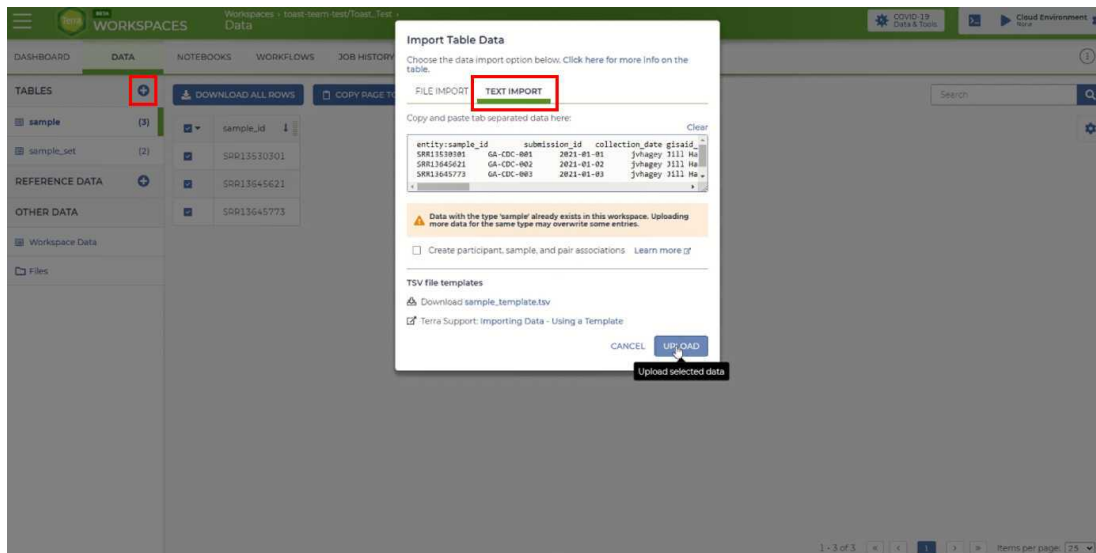 Terra
BETA
WORKSPACES
Workspaces › toast-team-test/Toast_Test ›
Data
COVID-19
Data & Tools
Cloud Environment
None
DASHBOARD
DATA
NOTEBOOKS
WORKFLOWS
JOB HISTORY
TABLES
DOWNLOAD ALL ROWS
COPY PAGE TO
Search
sample (3)
sample_id
sample_set (2)
SRR13530301
REFERENCE DATA
SRR13645621
OTHER DATA
SRR13645773
Workspace Data
Files
Import Table Data
Choose the data import option below. Click here for more info on the
table.
FILE IMPORT
TEXT IMPORT
Copy and paste tab separated data here:
Clear
entity:sample_id submission_id collection_date gisaid_
SRR13530301 GA-CDC-001 2021-01-01 jvhagey Jill Ha
SRR13645621 GA-CDC-002 2021-01-02 jvhagey Jill Ha
SRR13645773 GA-CDC-003 2021-01-03 jvhagey Jill Ha
Data with the type 'sample' already exists in this workspace. Uploading
more data for the same type may overwrite some entries.
Create participant, sample, and pair associations Learn more
TSV file templates
Download sample_template.tsv
Terra Support: Importing Data - Using a Template
CANCEL
UPLOAD
Upload selected data
1 - 3 of 3
1
Items per page: 25